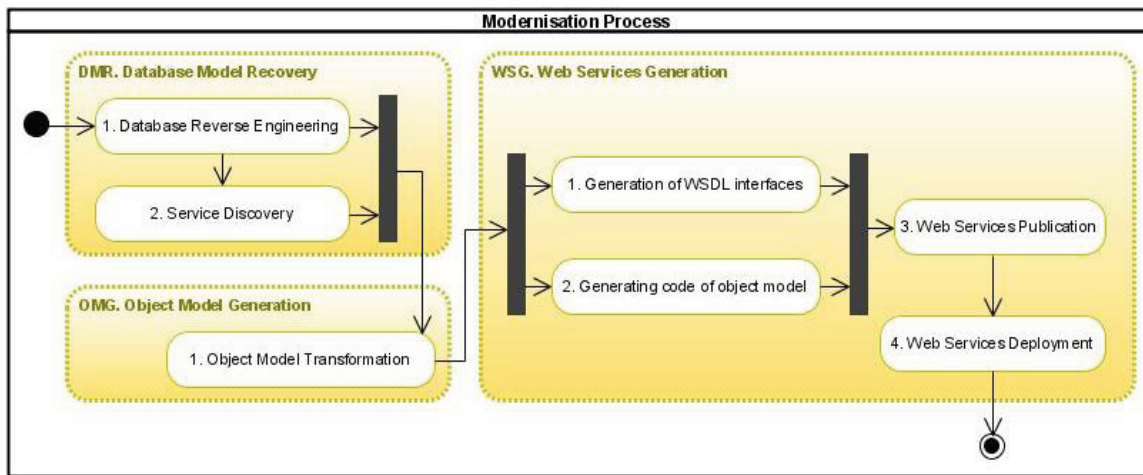 Modernisation Process
DMR. Database Model Recovery
1. Database Reverse Engineering
2. Service Discovery
OMG. Object Model Generation
1. Object Model Transformation
WSG. Web Services Generation
1. Generation of WSDL interfaces
2. Generating code of object model
3. Web Services Publication
4. Web Services Deployment